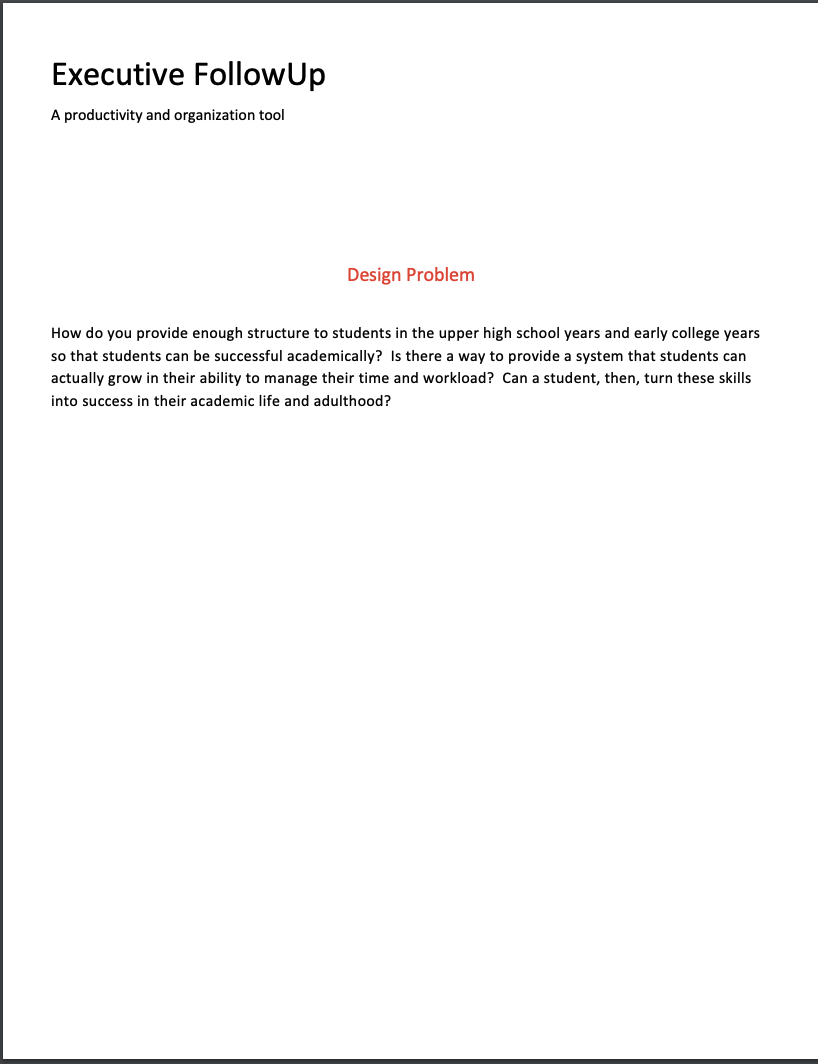 Executive FollowUp
A productivity and organization tool
Design Problem
How do you provide enough structure to students in the upper high school years and early college years
so that students can be successful academically?  Is there a way to provide a system that students can
actually grow in their ability to manage their time and workload?  Can a student, then, turn these skills
into success in their academic life and adulthood?